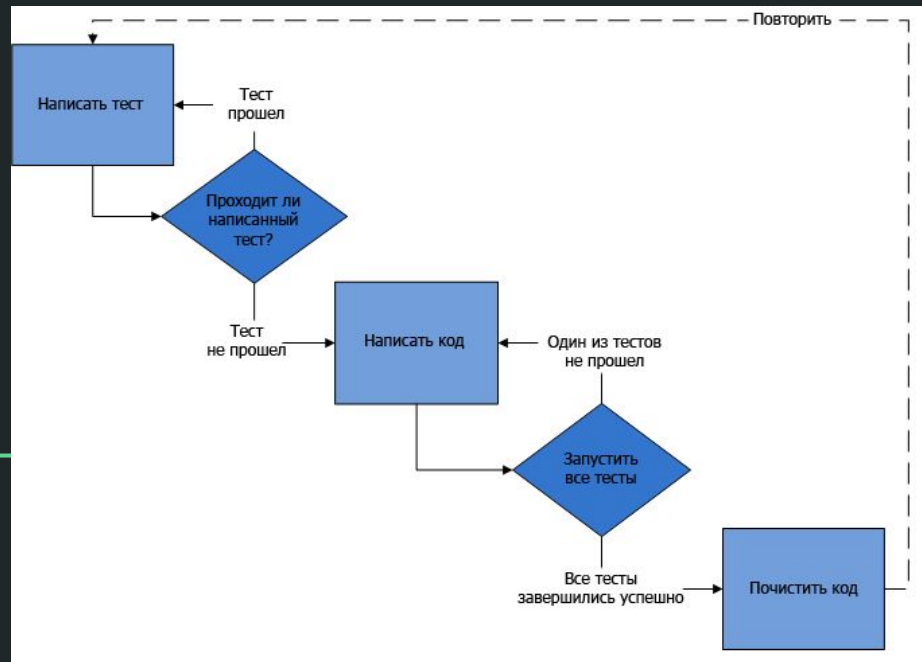 Повторить
Написать тест
Тест
прошел
Проходит ли
написанный
тест?
Тест
не прошел
Написать код
Один из тестов
не прошел
Запустить
все тесты
Все тесты
завершились успешно
Почистить код